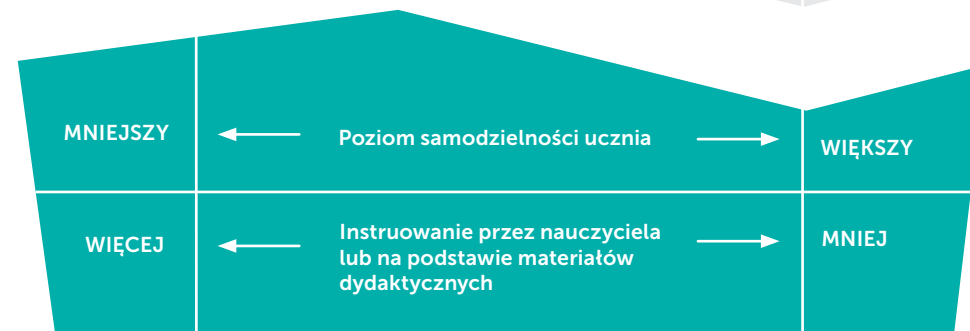 MNIEJSZY
Poziom samodzielności ucznia
WIĘKSZY
WIĘCEJ
Instruowanie przez nauczyciela
lub na podstawie materiałów
dydaktycznych
MNIEJ